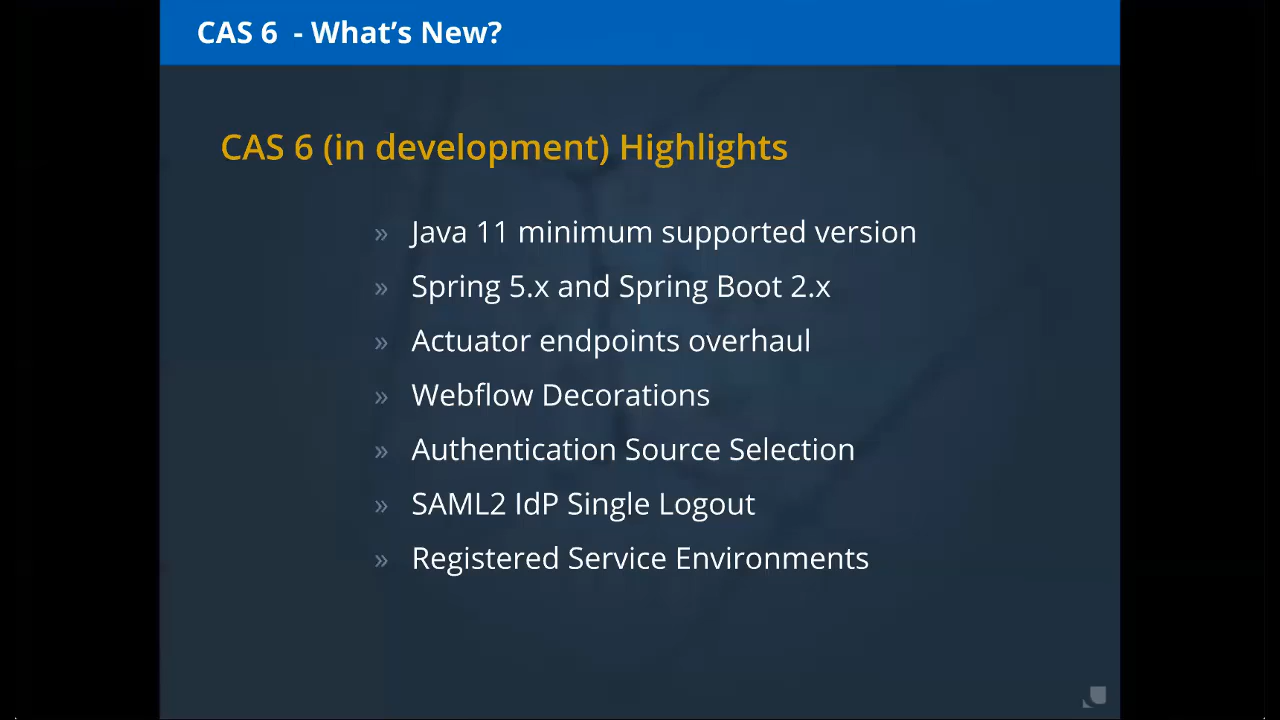 CAS 6 - What's New?
CAS 6 (in development) Highlights
» Java 11 minimum supported version
» Spring 5.x and Spring Boot 2.x
» Actuator endpoints overhaul
» Webflow Decorations
» Authentication Source Selection
» SAML2 IdP Single Logout
» Registered Service Environments